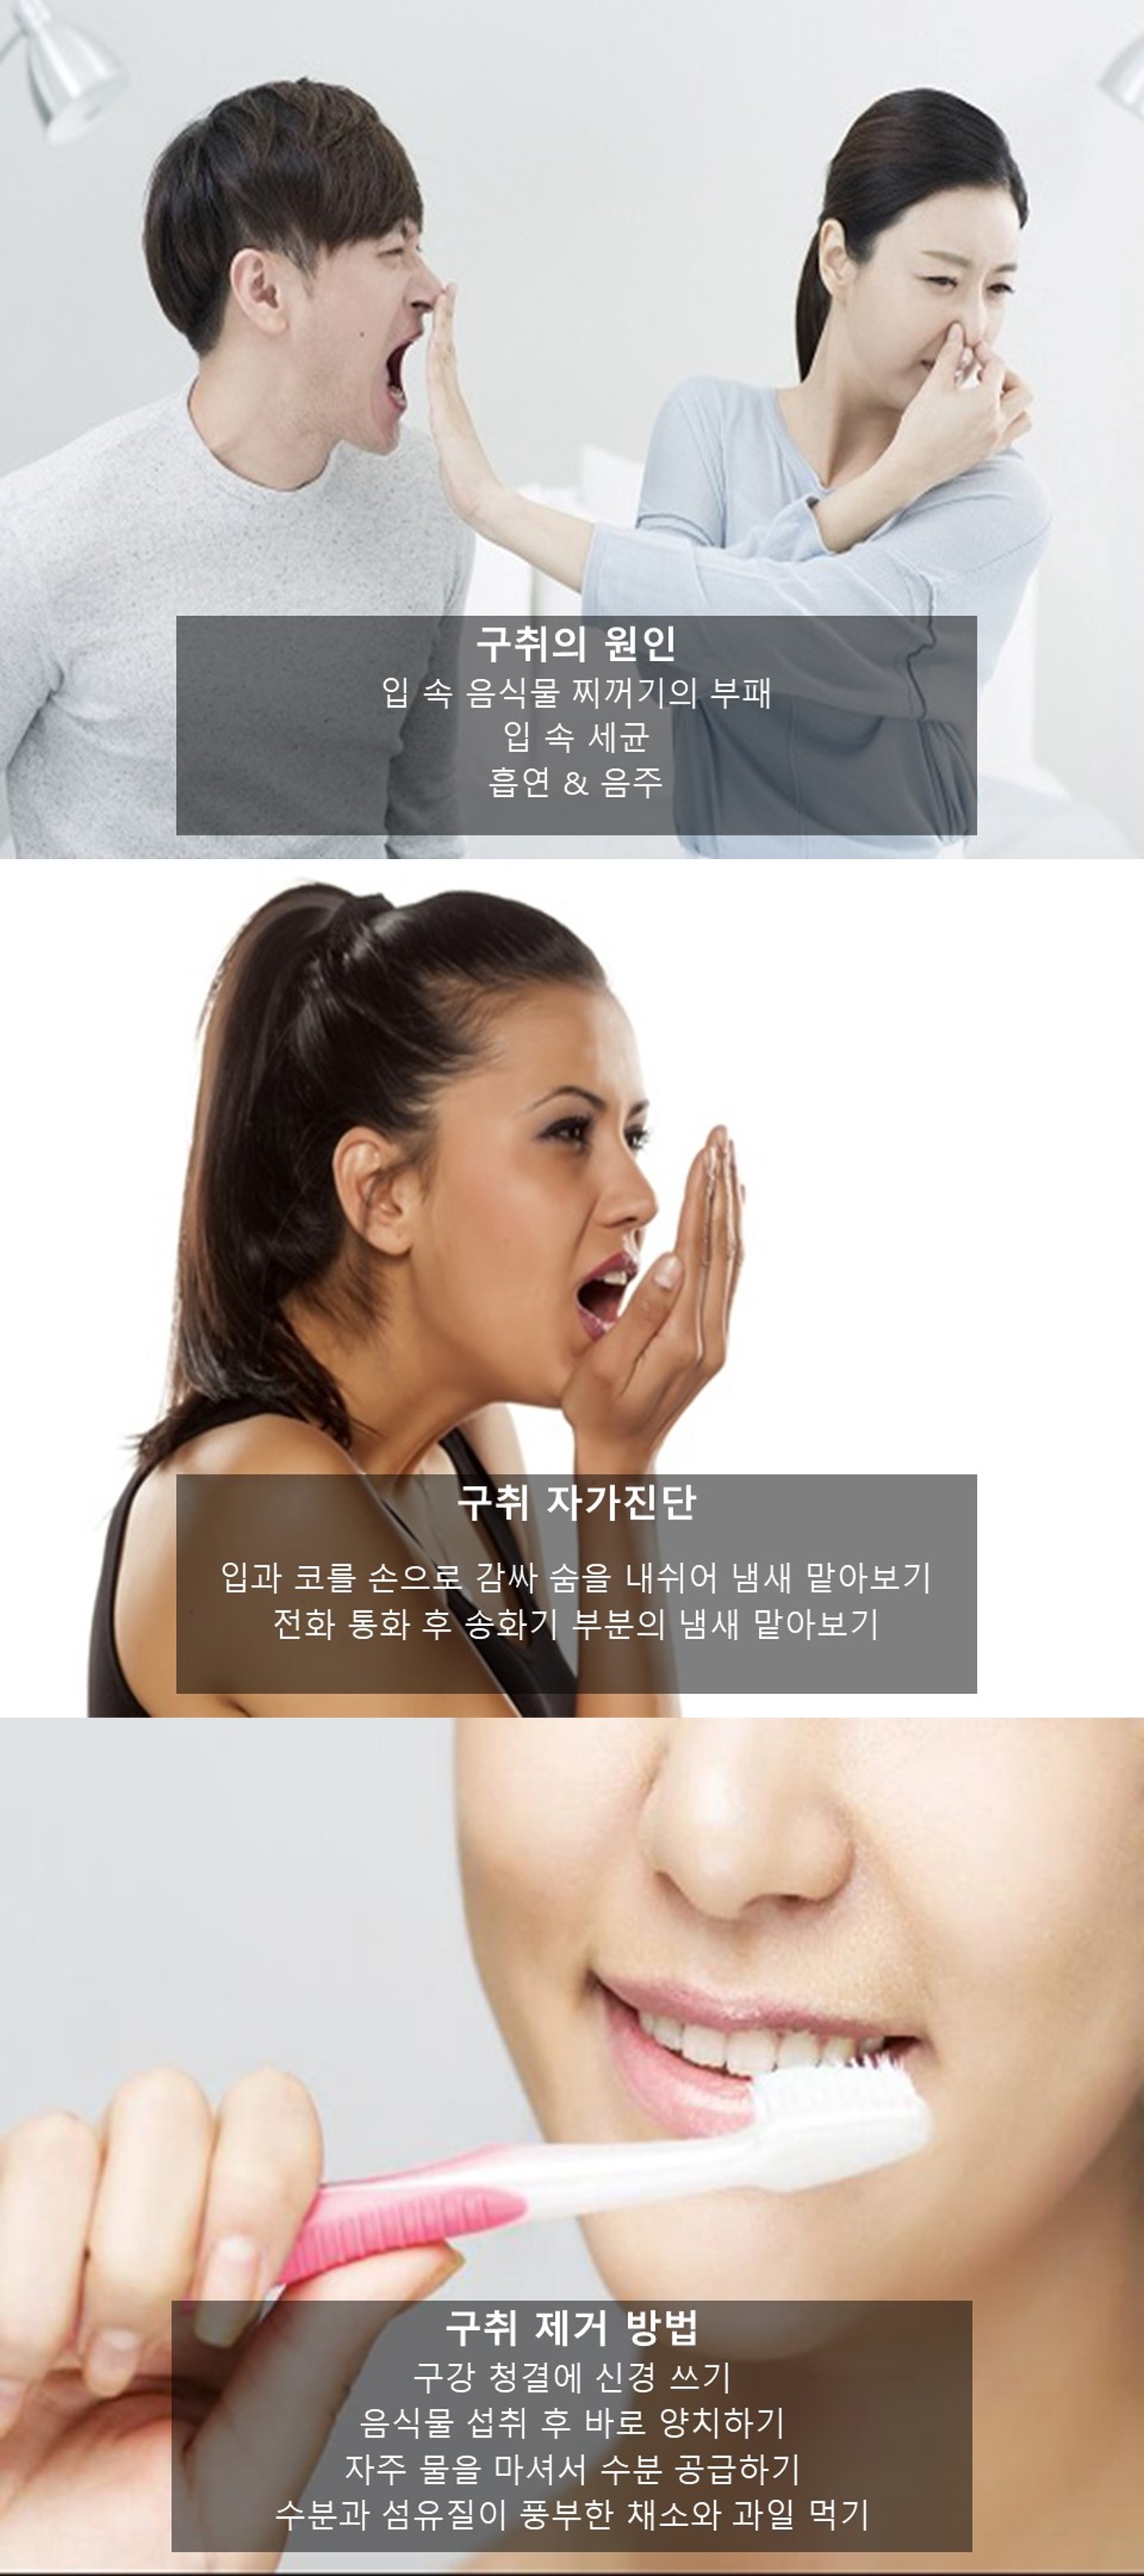 구취의 원인
입 속 음식물 찌꺼기의 부패
입 속 세균
흡연 & 음주
구취 자가진단
입과 코를 손으로 감싸 숨을 내쉬어 냄새 맡아보기
전화 통화 후 송화기 부분의 냄새 맡아보기
구취 제거 방법
구강 청결에 신경 쓰기
음식물 섭취 후 바로 양치하기
자주 물을 마셔서 수분 공급하기
수분과 섬유질이 풍부한 채소와 과일 먹기